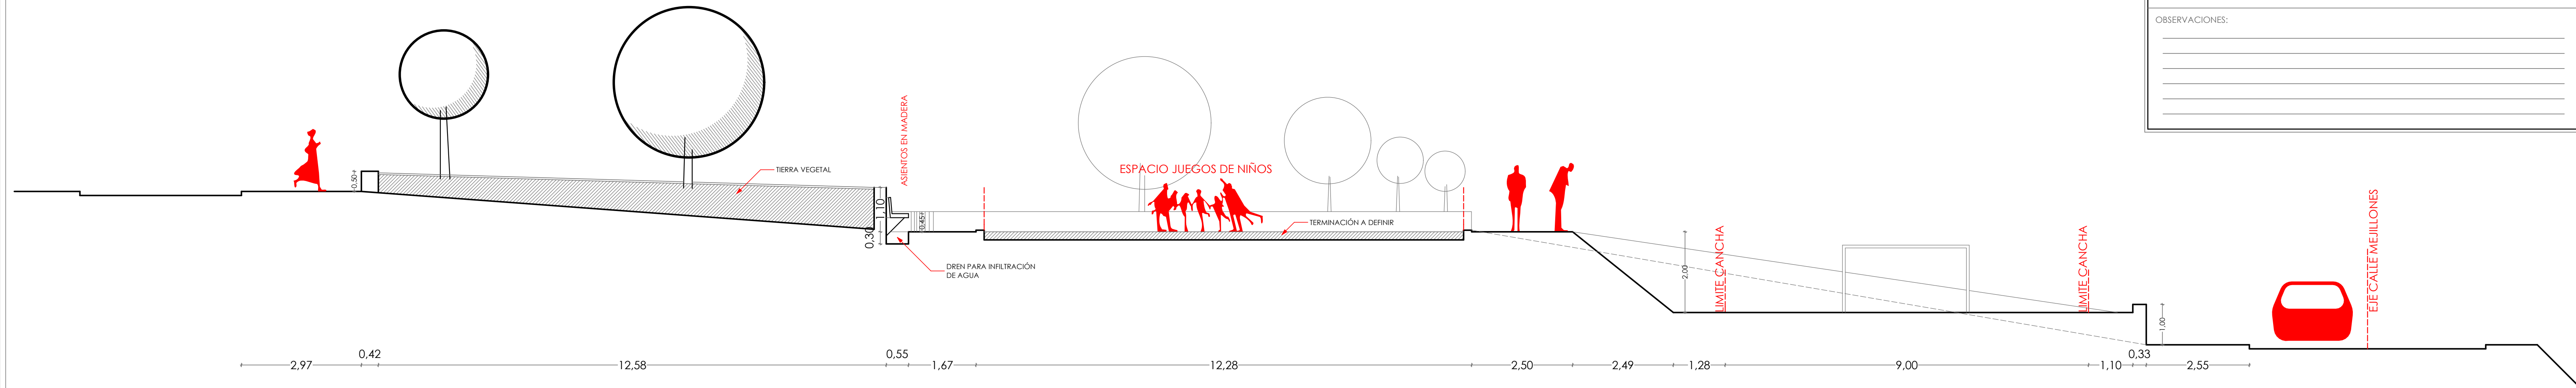 OBSERVACIONES:
ASIENTOS EN MADERA
TIERRA VEGETAL
ESPACIO JUEGOS DE NIÑOS
TERMINACIÓN A DEFINIR
DREN PARA INFILTRACIÓN
DE AGUA
LIMITE CANCHA
LIMITE CANCHA
EJE CALLE MEJILLONES
0,50
1,10
0,45
0,30
2,00
1,00
2,97
0,42
12,58
0,55
1,67
12,28
2,50
2,49
1,28
9,00
1,10
0,33
2,55